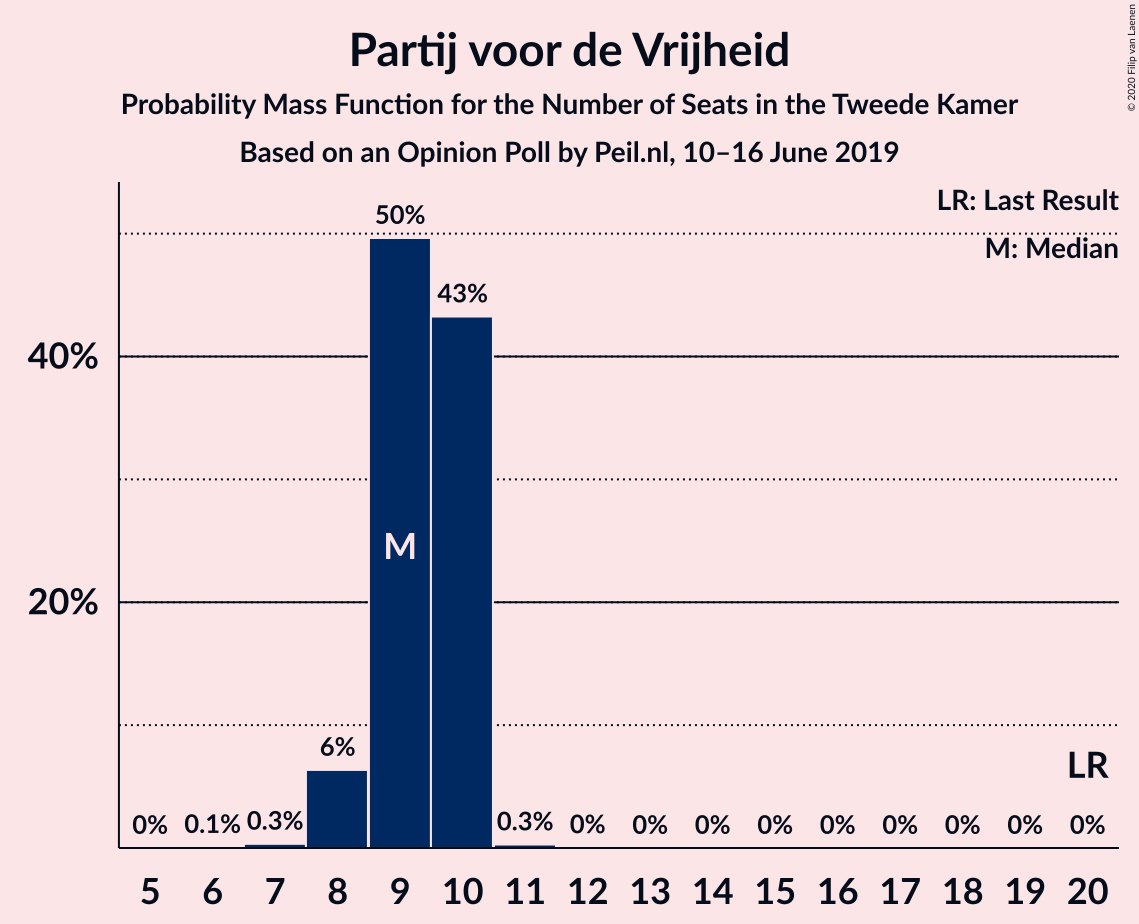 Partij voor de Vrijheid
Probability Mass Function for the Number of Seats in the Tweede Kamer
Based on an Opinion Poll by Peil.nl, 10–16 June 2019
© 2020 Filip van Laenen
LR: Last Result
M: Median
50%
43%
40%
M
20%
6%
LR
0% 0.1% 0.3% 0.3% 0% 0% 0% 0% 0% 0% 0% 0% 0%
5 6 7 8 9 10 11 12 13 14 15 16 17 18 19 20